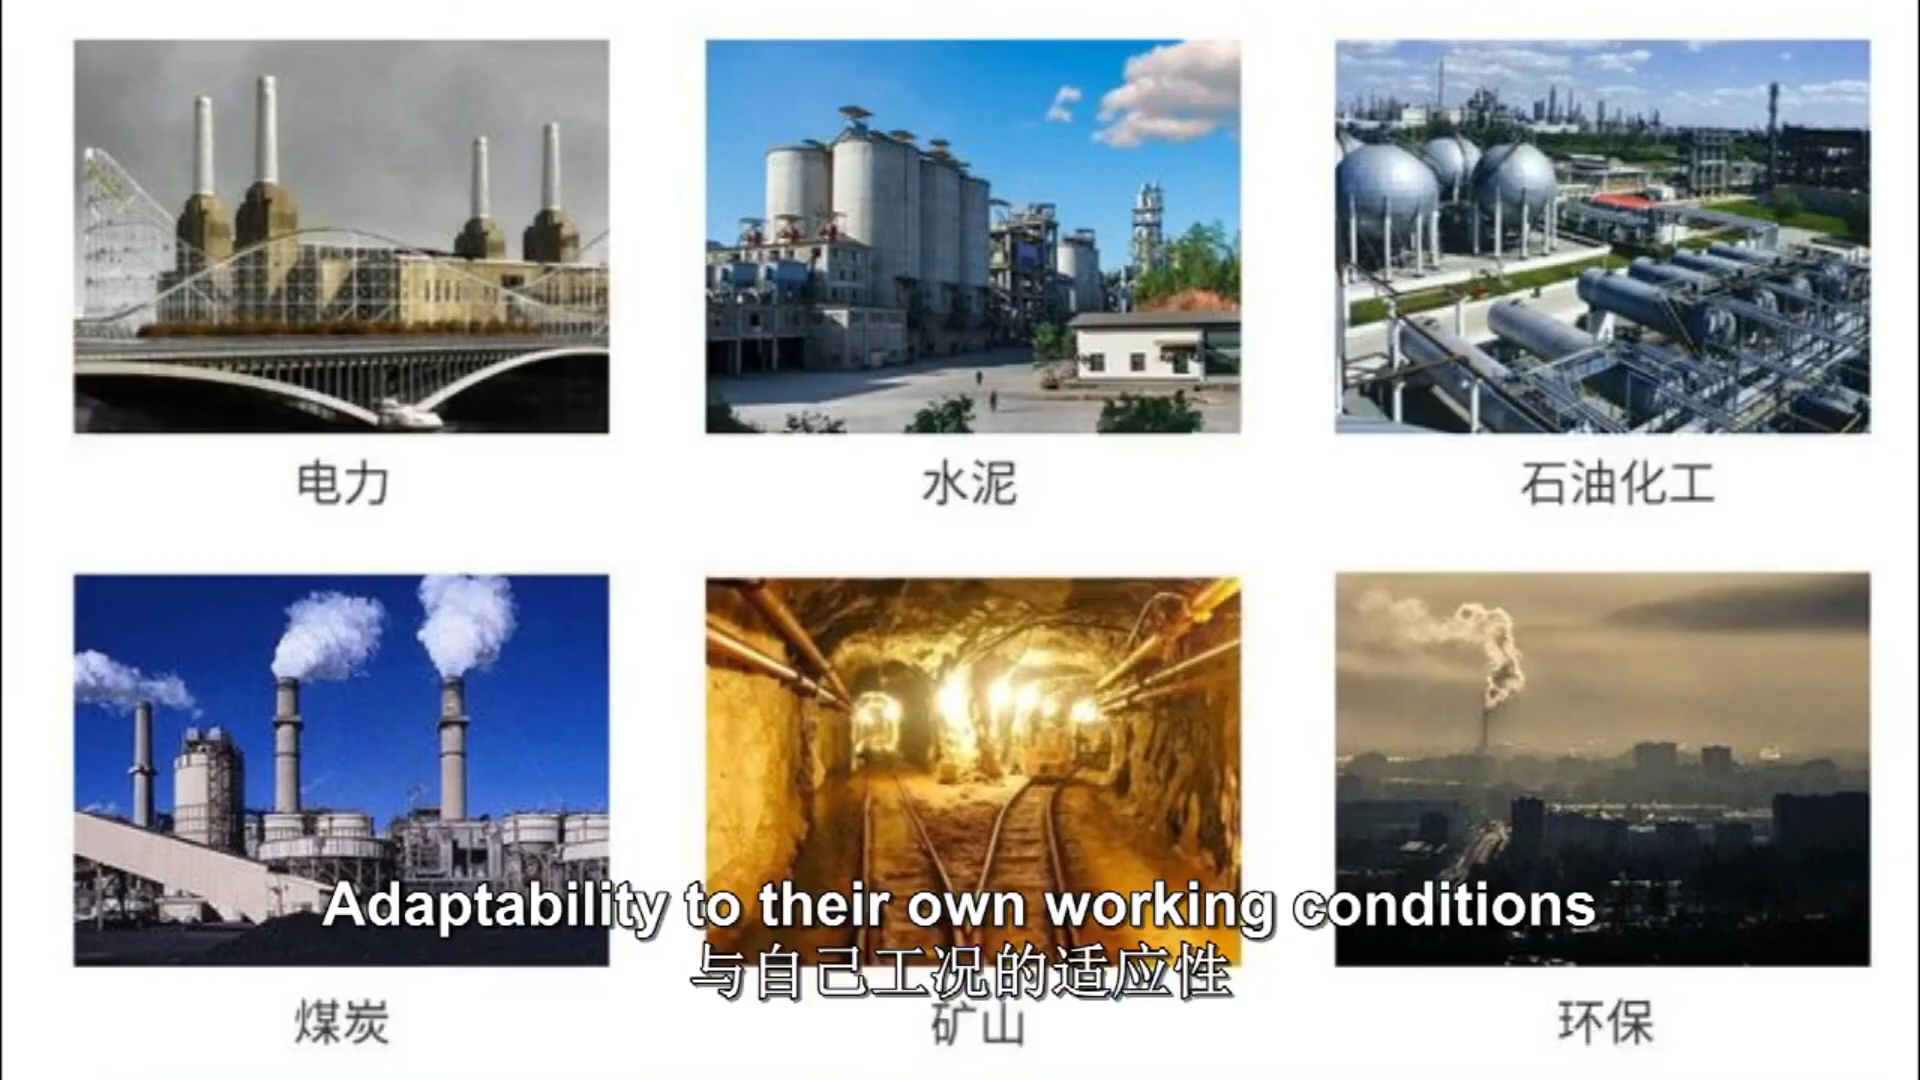 电力
水泥
石油化工
Adaptability to their own working conditions
与自己工况的适应性
煤炭
矿山
环保